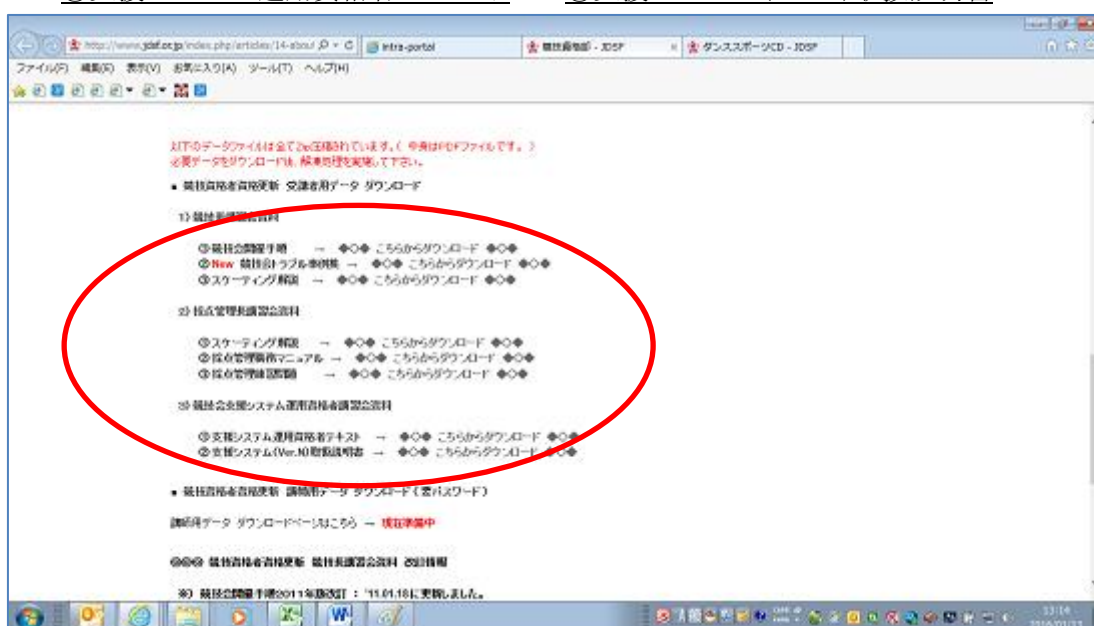 http://www.jdsf.or.jp/index.php/articles/14-abou
intra-portal
競技資格部 - JDSF
ダンススポーツCD - JDSF
ファイル(F) 編集(E) 表示(V) お気に入り(A) ツール(T) ヘルプ(H)
以下のデータファイルは全てZip圧縮されています。( 中身はPDFファイルです。 )
必要データをダウンロード後、解凍処理を実施して下さい。
■ 競技資格者資格更新 受講者用データ ダウンロード
1) 競技長講習会資料
①競技会開催手順 → ◆◇◆ こちらからダウンロード ◆◇◆
②New 競技会トラブル事例集 → ◆◇◆ こちらからダウンロード ◆◇◆
③スケーティング解説 → ◆◇◆ こちらからダウンロード ◆◇◆
2) 採点管理長講習会資料
①スケーティング解説 → ◆◇◆ こちらからダウンロード ◆◇◆
②採点管理職務マニュアル → ◆◇◆ こちらからダウンロード ◆◇◆
③採点管理練習問題 → ◆◇◆ こちらからダウンロード ◆◇◆
3) 競技会支援システム運用資格者講習会資料
①支援システム運用資格者テキスト → ◆◇◆ こちらからダウンロード ◆◇◆
②支援システム(Ver.N)取扱説明書 → ◆◇◆ こちらからダウンロード ◆◇◆
■ 競技資格者資格更新 講師用データ ダウンロード(要パスワード)
講師用データ ダウンロードページはこちら → 現在準備中
◎◎◎ 競技資格者資格更新 競技長講習会資料 改訂情報
※) 競技会開催手順2011年版改訂 : '11.01.18に更新しました。
13:14